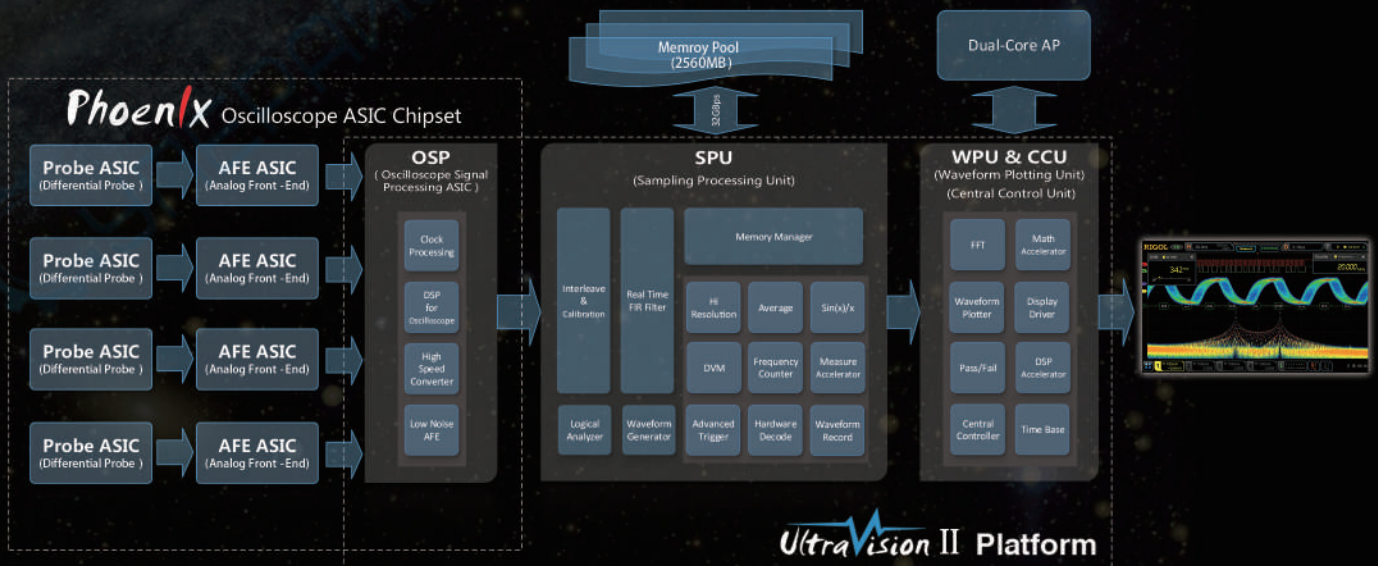 Memroy Pool
(2560MB)
Dual-Core AP
32GBps
Phoenix Oscilloscope ASIC Chipset
Probe ASIC
(Differential Probe )
AFE ASIC
(Analog Front -End)
Probe ASIC
(Differential Probe )
AFE ASIC
(Analog Front -End)
Probe ASIC
(Differential Probe )
AFE ASIC
(Analog Front -End)
Probe ASIC
(Differential Probe )
AFE ASIC
(Analog Front -End)
OSP
( Oscilloscope Signal
Processing ASIC )
Clock
Processing
DSP
for
Oscilloscope
High
Speed
Converter
Low Noise
AFE
SPU
(Sampling Processing Unit)
Interleave
&
Calibration
Real Time
FIR Filter
Memory Manager
Hi
Resolution
Average
Sin(x)/x
DVM
Frequency
Counter
Measure
Accelerator
Logical
Analyzer
Waveform
Generator
Advanced
Trigger
Hardware
Decode
Waveform
Record
WPU & CCU
(Waveform Plotting Unit)
(Central Control Unit)
FFT
Math
Accelerator
Waveform
Plotter
Display
Driver
Pass/Fail
DSP
Accelerator
Central
Controller
Time Base
RIGOL
342
20.000
UltraVision II Platform